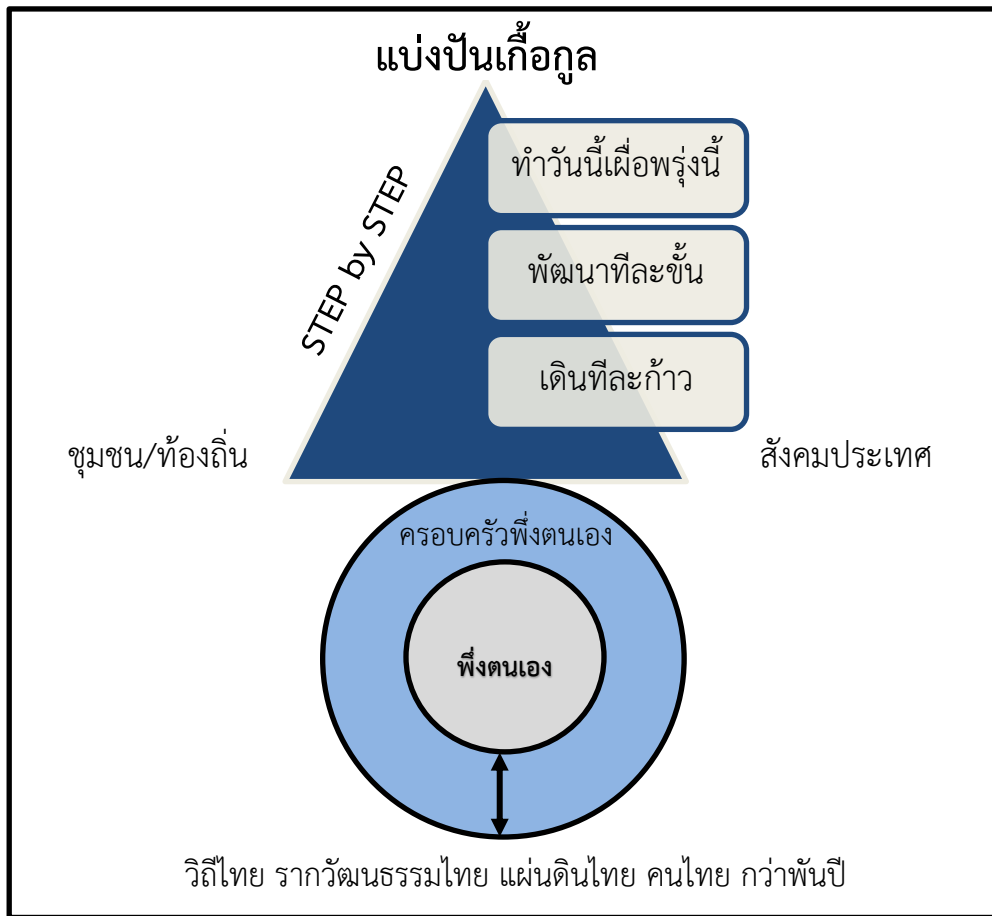 แบ่งปันเกื้อกูล
ทำวันนี้เผื่อพรุ่งนี้
STEP by STEP
พัฒนาทีละขั้น
เดินทีละก้าว
ชุมชน/ท้องถิ่น
สังคมประเทศ
ครอบครัวพึ่งตนเอง
พึ่งตนเอง
วิถีไทย รากวัฒนธรรมไทย แผ่นดินไทย คนไทย กว่าพันปี